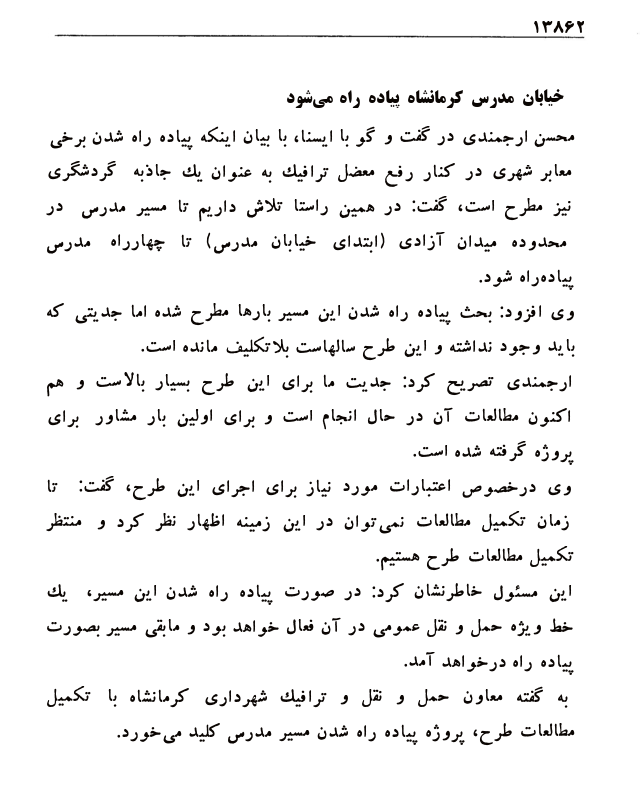 ۱۳۸۶۲
خیابان مدرس کرمانشاه پیاده راه می‌شود
محسن ارجمندی در گفت و گو با ایسنا، با بیان اینکه پیاده راه شدن برخی
معابر شهری در کنار رفع معضل ترافیك به عنوان یك جاذبه گردشگری
نیز مطرح است، گفت: در همین راستا تلاش داریم تا مسیر مدرس در
محدوده میدان آزادی (ابتدای خیابان مدرس) تا چهارراه مدرس
پیاده‌راه شود.
وی افزود: بحث پیاده راه شدن این مسیر بارها مطرح شده اما جدیتی که
باید وجود نداشته و این طرح سالهاست بلاتکلیف مانده است.
ارجمندی تصریح کرد: جدیت ما برای این طرح بسیار بالاست و هم
اکنون مطالعات آن در حال انجام است و برای اولین بار مشاور برای
پروژه گرفته شده است.
وی درخصوص اعتبارات مورد نیاز برای اجرای این طرح، گفت: تا
زمان تکمیل مطالعات نمی‌توان در این زمینه اظهار نظر کرد و منتظر
تکمیل مطالعات طرح هستیم.
این مسئول خاطرنشان کرد: در صورت پیاده راه شدن این مسیر، یك
خط ویژه حمل و نقل عمومی در آن فعال خواهد بود و مابقی مسیر بصورت
پیاده راه درخواهد آمد.
به گفته معاون حمل و نقل و ترافیك شهرداری کرمانشاه با تکمیل
مطالعات طرح، پروژه پیاده راه شدن مسیر مدرس کلید می‌خورد.